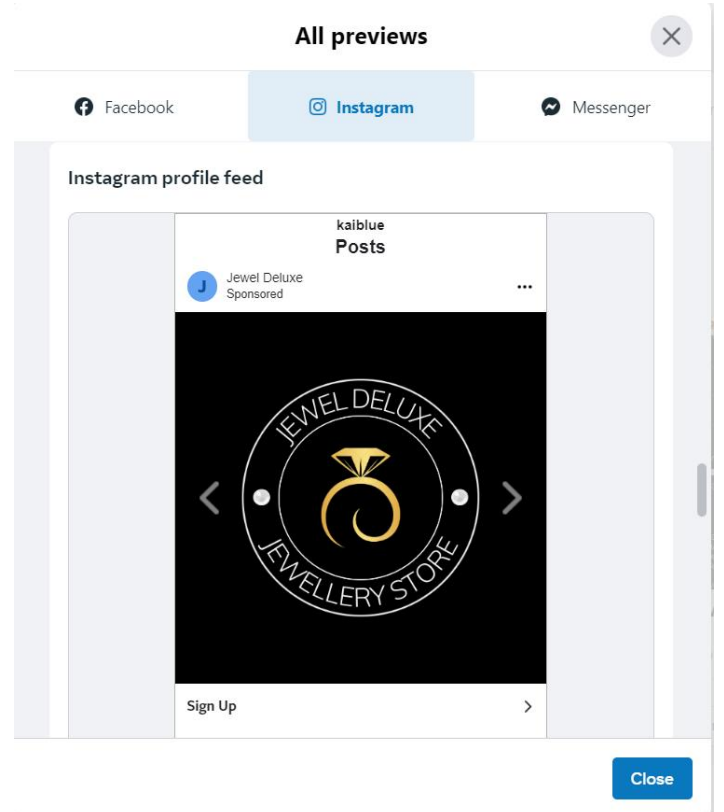 All previews
Facebook
Instagram
Messenger
Instagram profile feed
kaiblue
Posts
J
Jewel Deluxe
Sponsored
JEWEL DELUXE
JEWELLERY STORE
Sign Up
Close